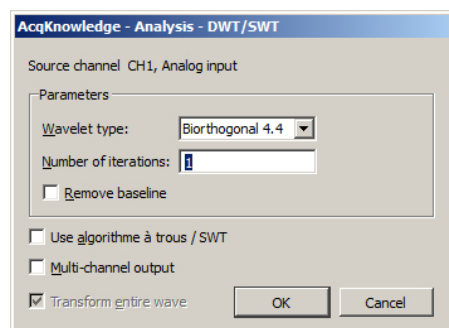 AcqKnowledge - Analysis - DWT/SWT
Source channel CH1, Analog input
Parameters
Wavelet type: Biorthogonal 4.4
Number of iterations: 1
Remove baseline
Use algorithme à trous / SWT
Multi-channel output
Transform entire wave OK Cancel